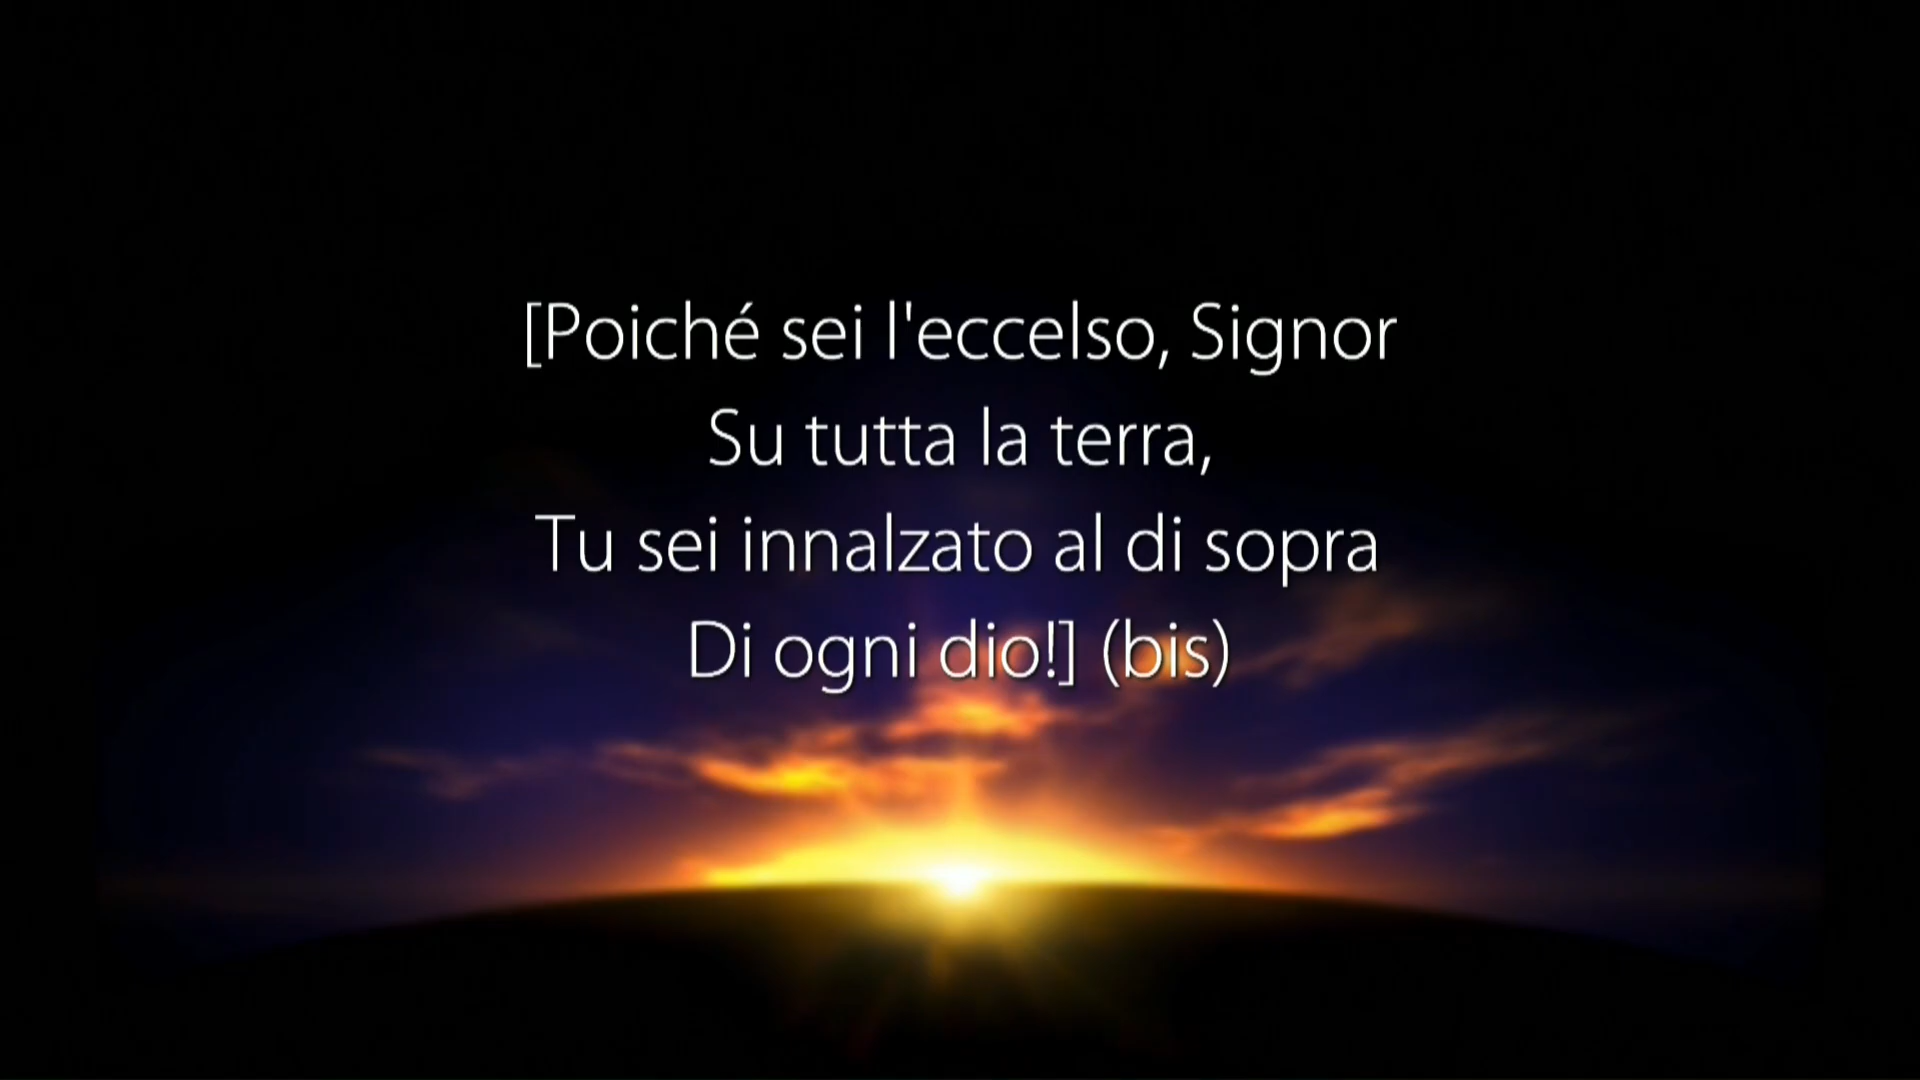 [Poiché sei l'eccelso, Signor
Su tutta la terra,
Tu sei innalzato al di sopra
Di ogni dio!] (bis)